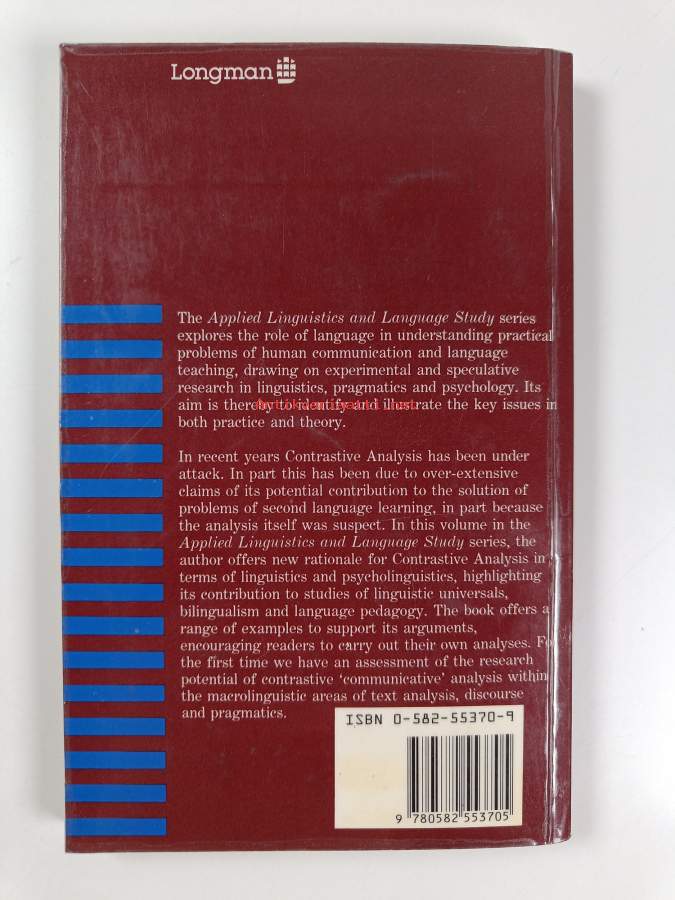 Longman
The Applied Linguistics and Language Study series
explores the role of language in understanding practical
problems of human communication and language
teaching, drawing on experimental and speculative
research in linguistics, pragmatics and psychology. Its
aim is thereby to identify and illustrate the key issues in
both practice and theory.
In recent years Contrastive Analysis has been under
attack. In part this has been due to over-extensive
claims of its potential contribution to the solution of
problems of second language learning, in part because
the analysis itself was suspect. In this volume in the
Applied Linguistics and Language Study series, the
author offers new rationale for Contrastive Analysis in
terms of linguistics and psycholinguistics, highlighting
its contribution to studies of linguistic universals,
bilingualism and language pedagogy. The book offers a
range of examples to support its arguments,
encouraging readers to carry out their own analyses. Fo
the first time we have an assessment of the research
potential of contrastive ‘communicative’ analysis within
the macrolinguistic areas of text analysis, discourse
and pragmatics.
ISBN 0-582-55370-9
9 780582 553705